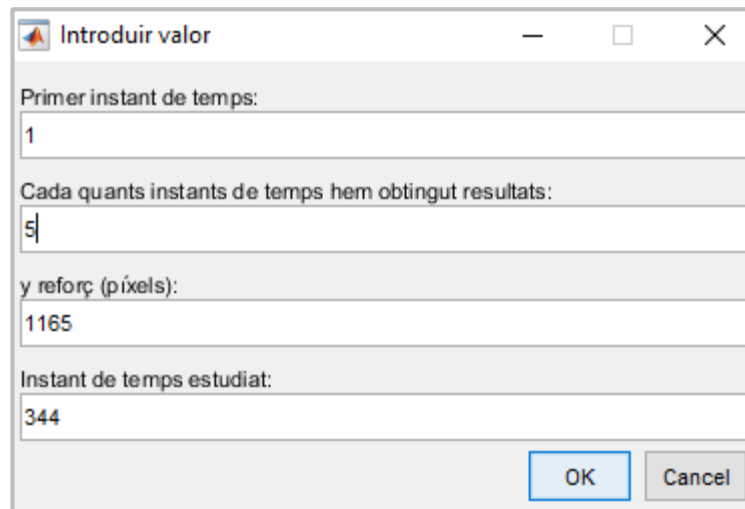 Introduir valor
Primer instant de temps:
1
Cada quants instants de temps hem obtingut resultats:
5
y reforç (píxels):
1165
Instant de temps estudiat:
344
OK Cancel